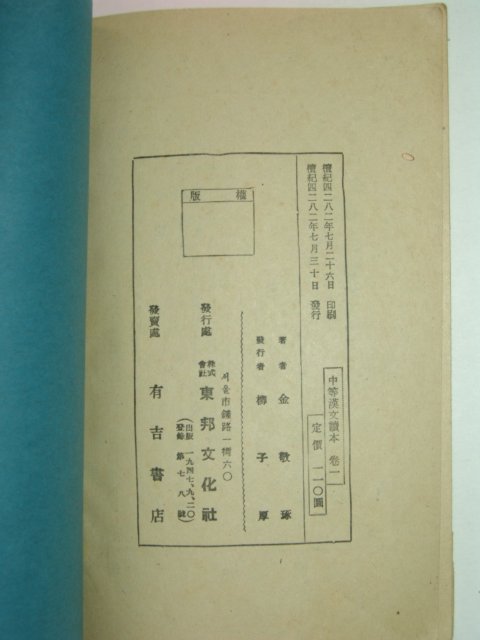 檀紀四二八二年七月二十六日 印刷
檀紀四二八二年七月三十日 發行
中等漢文讀本 卷一
定價 二一〇圓
著者 金敬琢
發行者 柳子厚
서울市鍾路一街六〇
發行處 株式會社 東邦文化社
(出版登錄 一九四七、九、二〇 第七八號)
發賣處 有吉書店
版權